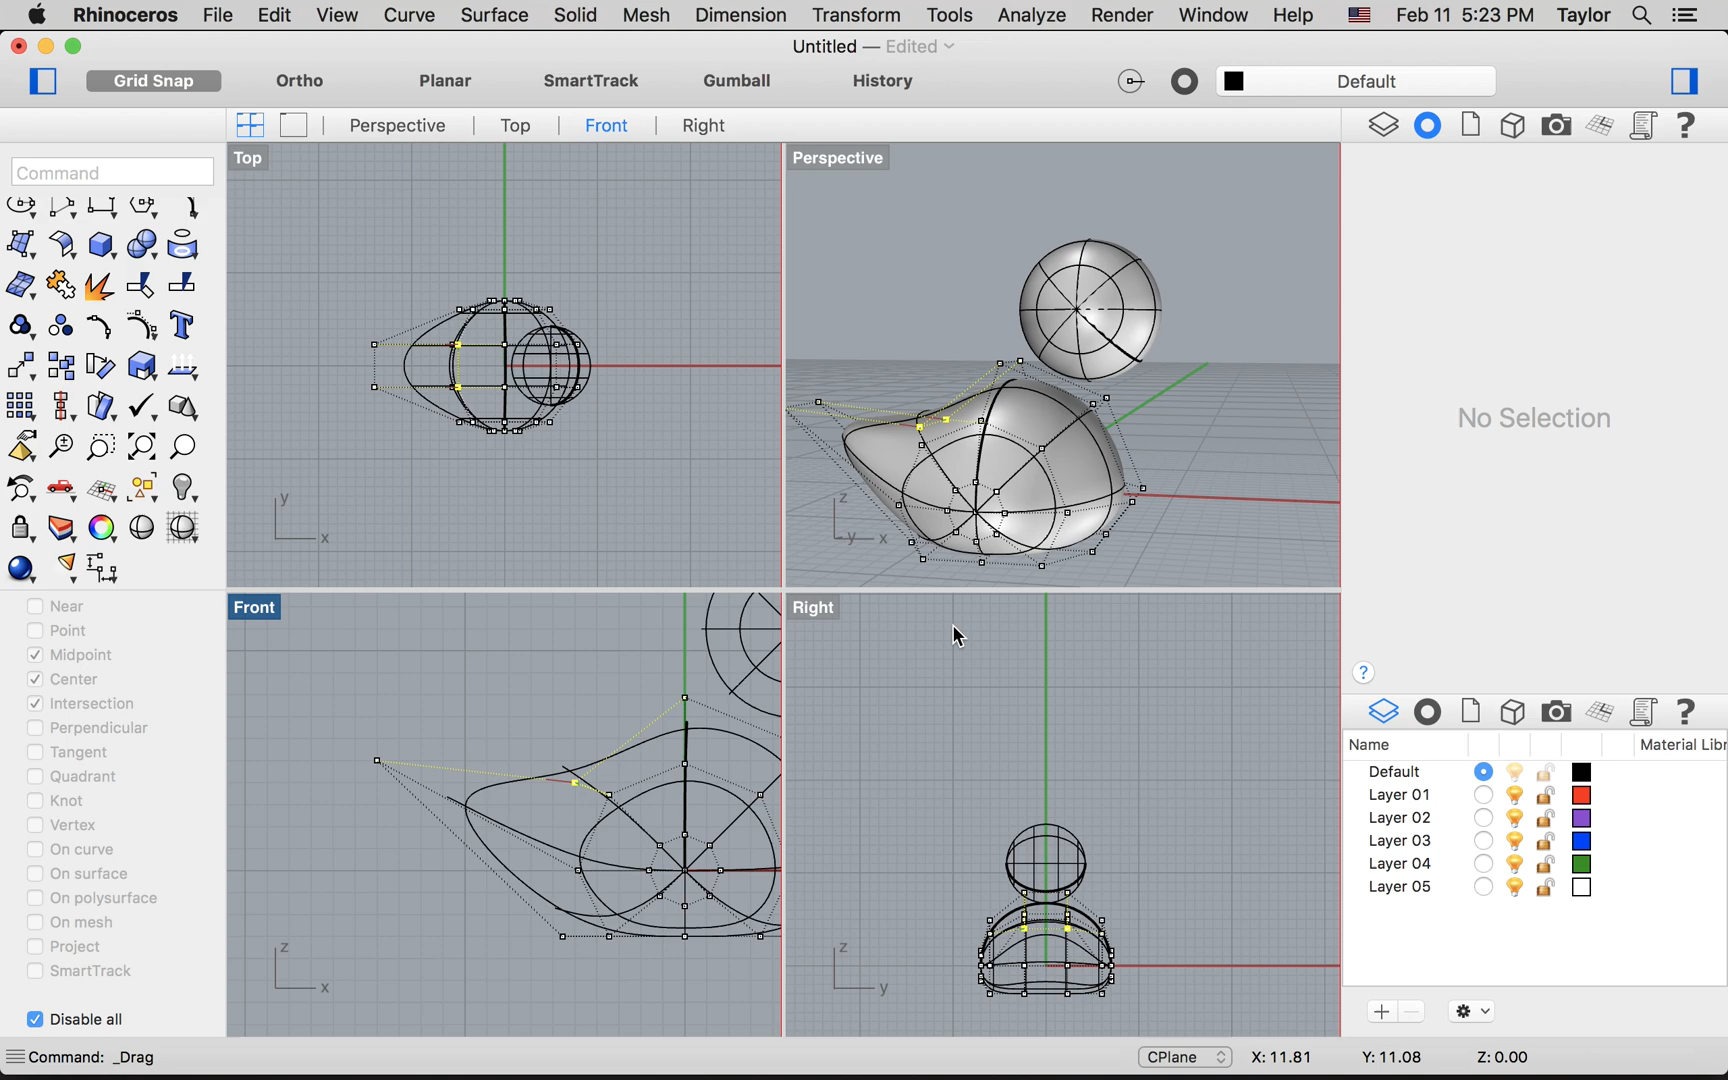 Rhinoceros File Edit View Curve Surface Solid Mesh Dimension Transform Tools Analyze Render Window Help Feb 11 5:23 PM Taylor
Untitled — Edited
Grid Snap Ortho Planar SmartTrack Gumball History Default
Perspective Top Front Right ?
Command
Top
y
x
Perspective
z
y x
No Selection
?
Near
Point
Midpoint
Center
Intersection
Perpendicular
Tangent
Quadrant
Knot
Vertex
On curve
On surface
On polysurface
On mesh
Project
SmartTrack
Disable all
Front
z
x
Right
z
y
?
Name Material Libr
Default
Layer 01
Layer 02
Layer 03
Layer 04
Layer 05
Command: _Drag CPlane X: 11.81 Y: 11.08 Z: 0.00